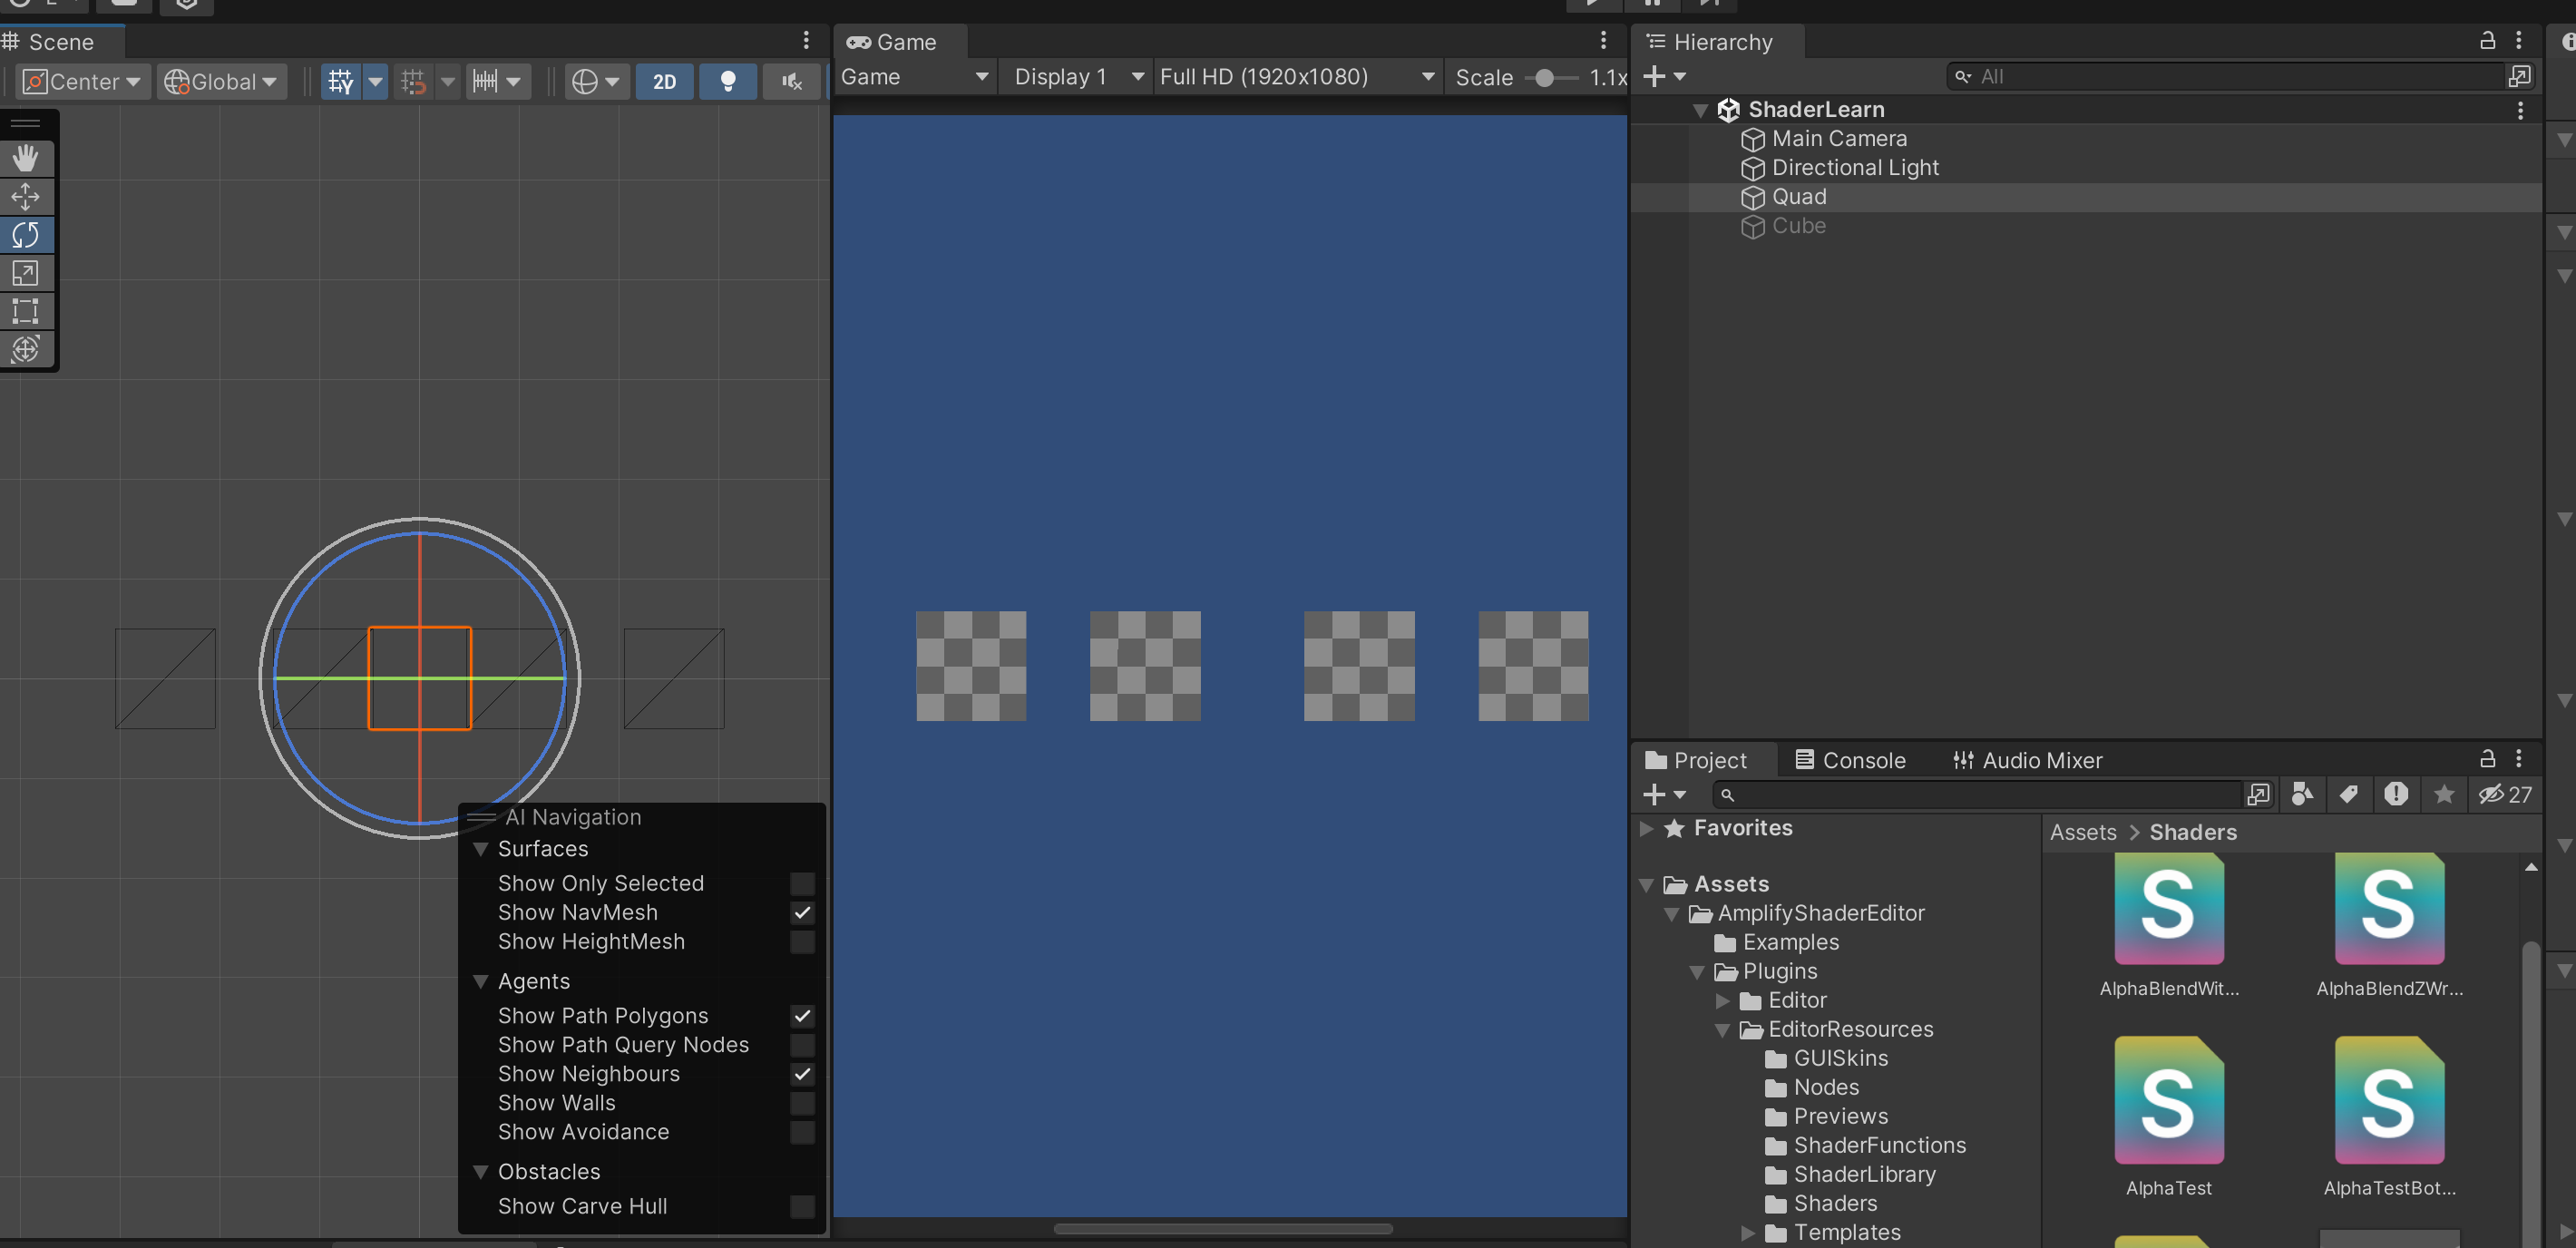 Scene
Center
Global
2D
Game
Game
Display 1
Full HD (1920x1080)
Scale
1.1x
Hierarchy
All
ShaderLearn
Main Camera
Directional Light
Quad
Cube
AI Navigation
Surfaces
Show Only Selected
Show NavMesh
Show HeightMesh
Agents
Show Path Polygons
Show Path Query Nodes
Show Neighbours
Show Walls
Show Avoidance
Obstacles
Show Carve Hull
Project
Console
Audio Mixer
27
Favorites
Assets
AmplifyShaderEditor
Examples
Plugins
Editor
EditorResources
GUISkins
Nodes
Previews
ShaderFunctions
ShaderLibrary
Shaders
Templates
Assets > Shaders
S
S
AlphaBlendWit...
AlphaBlendZWr...
S
S
AlphaTest
AlphaTestBot...